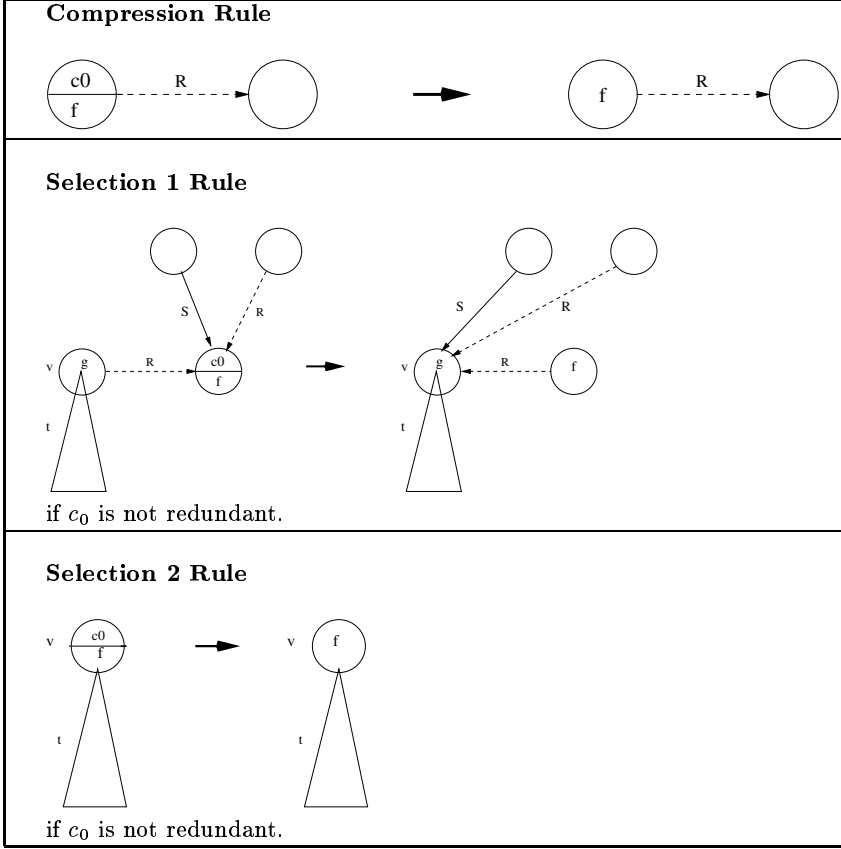 Compression Rule
c0 R R
f f
Selection 1 Rule
S R S R
v g R c0 f v g R f
t t
if c₀ is not redundant.
Selection 2 Rule
v c0 f v f
t t
if c₀ is not redundant.